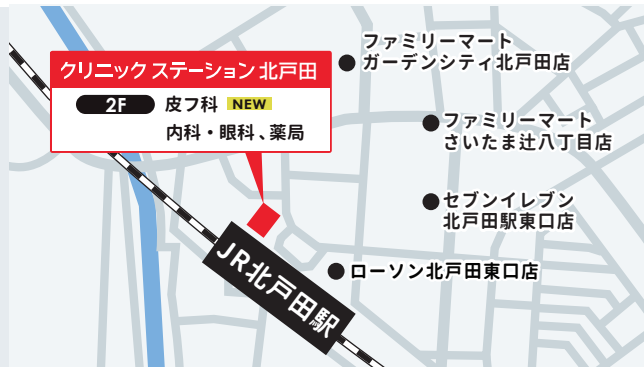 クリニック ステーション 北戸田
2F 皮フ科 NEW
内科・眼科、薬局
ファミリーマート
ガーデンシティ北戸田店
ファミリーマート
さいたま辻八丁目店
セブンイレブン
北戸田駅東口店
ローソン北戸田東口店
JR北戸田駅